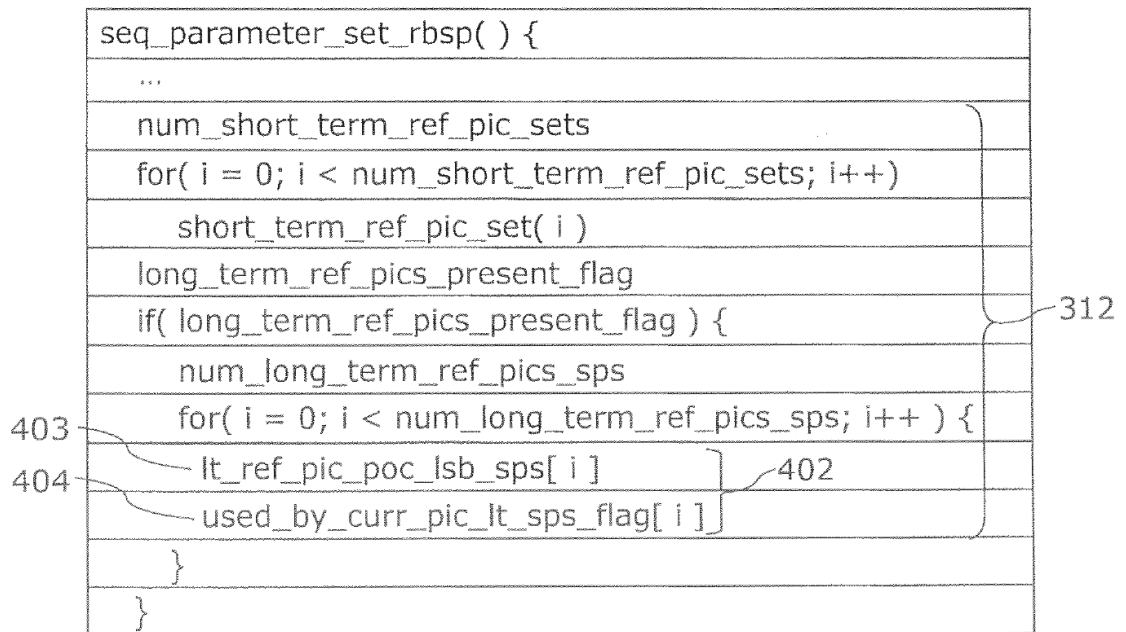 seq_parameter_set_rbsp( ) {
...
num_short_term_ref_pic_sets
for( i = 0; i < num_short_term_ref_pic_sets; i++)
short_term_ref_pic_set( i )
long_term_ref_pics_present_flag
if( long_term_ref_pics_present_flag ) {
312
num_long_term_ref_pics_sps
for( i = 0; i < num_long_term_ref_pics_sps; i++ ) {
403
lt_ref_pic_poc_lsb_sps[ i ]
402
404
used_by_curr_pic_lt_sps_flag[ i ]
}
}